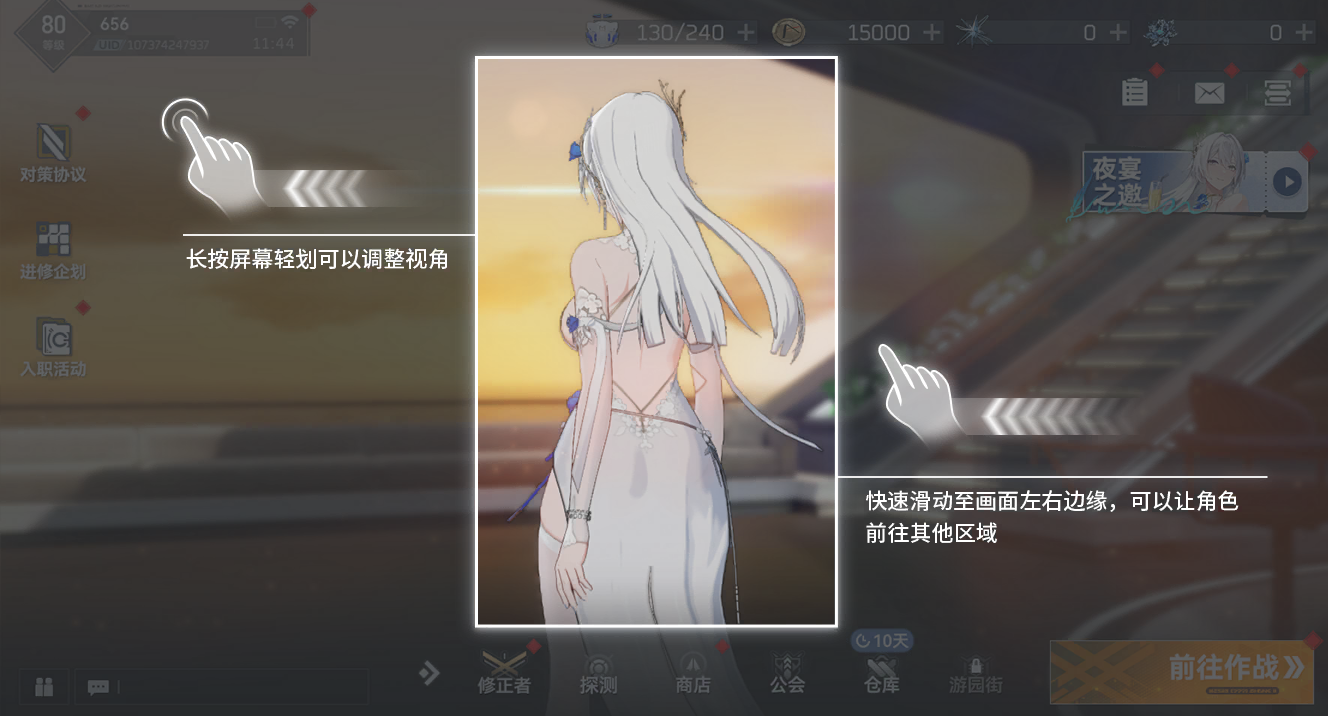 80
等级
656
UID 107374247937
11:44
130/240
15000
0
0
对策协议
进修企划
入职活动
夜宴
之邀
长按屏幕轻划可以调整视角
快速滑动至画面左右边缘，可以让角色
前往其他区域
10天
修正者
探测
商店
公会
仓库
游园街
前往作战